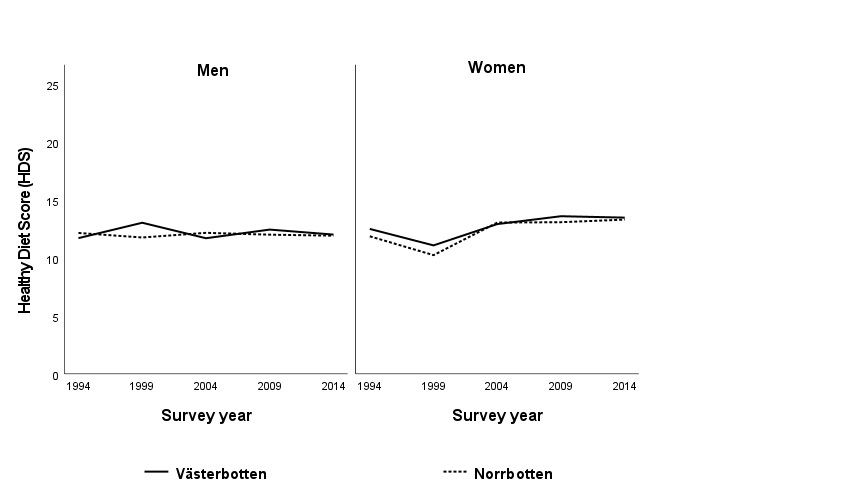 Men
Women
Healthy Diet Score (HDS)
25
20
15
10
5
0
1994 1999 2004 2009 2014
1994 1999 2004 2009 2014
Survey year
Survey year
Västerbotten
Norrbotten